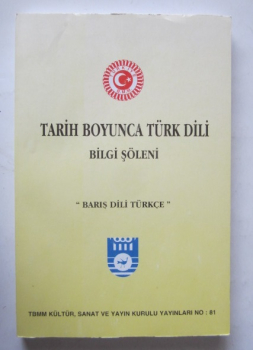 TARİH BOYUNCA TÜRK DİLİ
BİLGİ ŞÖLENİ
" BARIŞ DİLİ TÜRKÇE "
TBMM KÜLTÜR, SANAT VE YAYIN KURULU YAYINLARI NO : 81